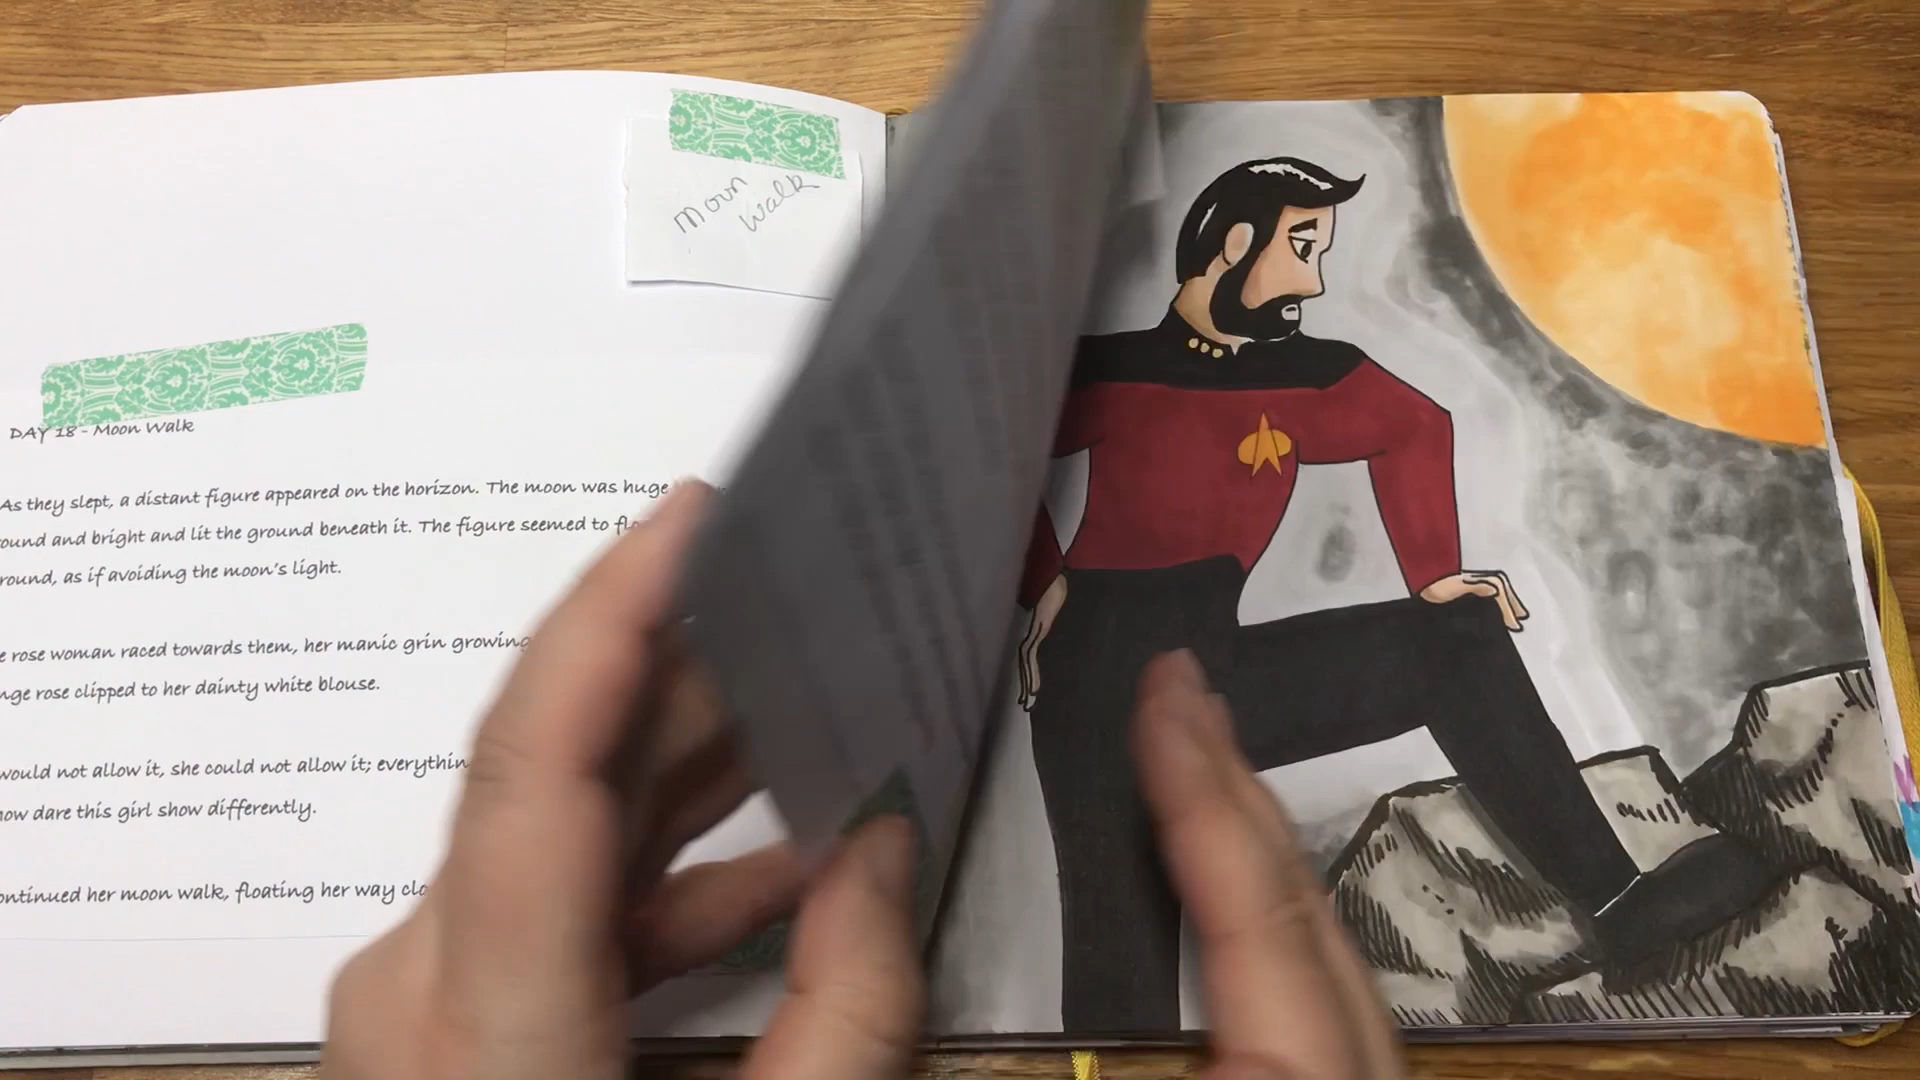 moon
walk
DAY 18 - Moon Walk
As they slept, a distant figure appeared on the horizon. The moon was huge
ound and bright and lit the ground beneath it. The figure seemed to
round, as if avoiding the moon's light.
e rose woman raced towards them, her manic grin growing
nge rose clipped to her dainty white blouse.
would not allow it, she could not allow it; everythin
how dare this girl show differently.
ontinued her moon walk, floating her way clo